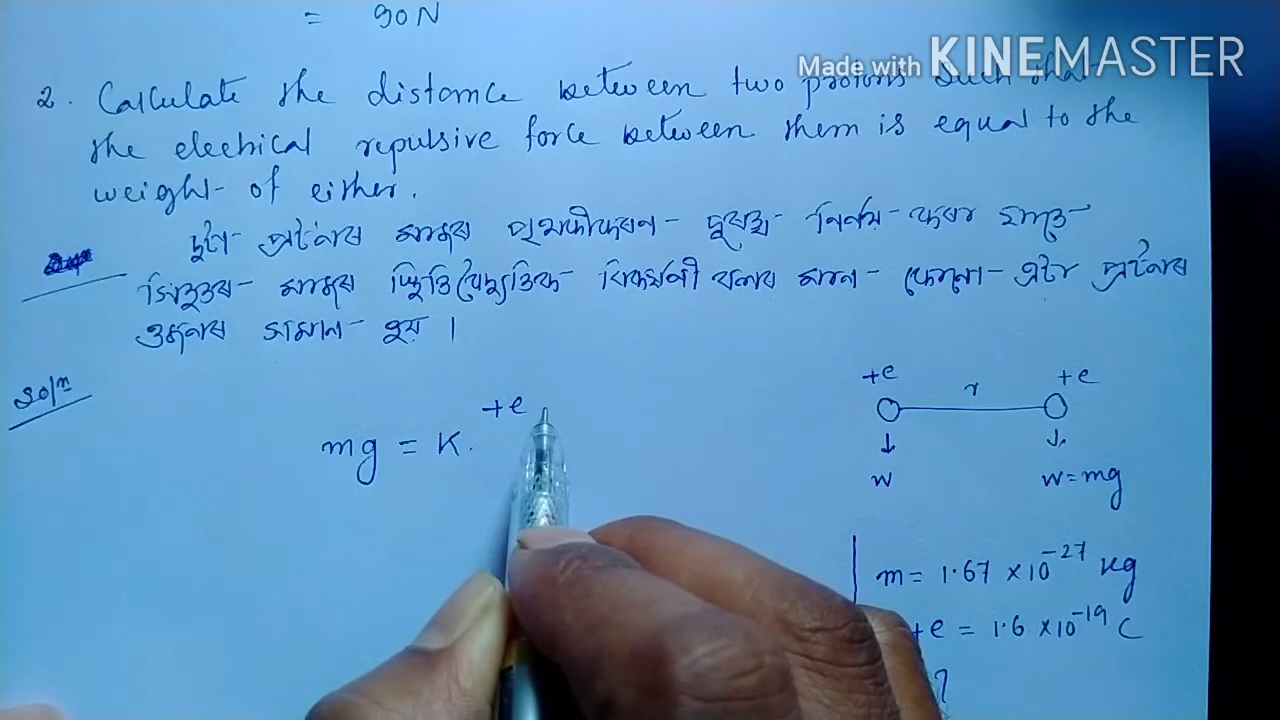 = 90N
Made with KINEMASTER
2. Calculate the distance between two protons such that
the electrical repulsive force between them is equal to the
weight of either.
দুটা প্ৰটনৰ মাজৰ পৃথকীকৰণ দূৰত্ব নিৰ্ণয় কৰা যাতে
সিহঁতৰ মাজৰ স্থিতিবৈদ্যুতিক বিকৰ্ষণী বলৰ মান যেনো এটা প্ৰটনৰ
ওজনৰ সমান হয়।
Soln
+e +e
r
mg = K. +e
w w=mg
m = 1.67 ×10⁻²⁷ kg
+e = 1.6 ×10⁻¹⁹ C
?